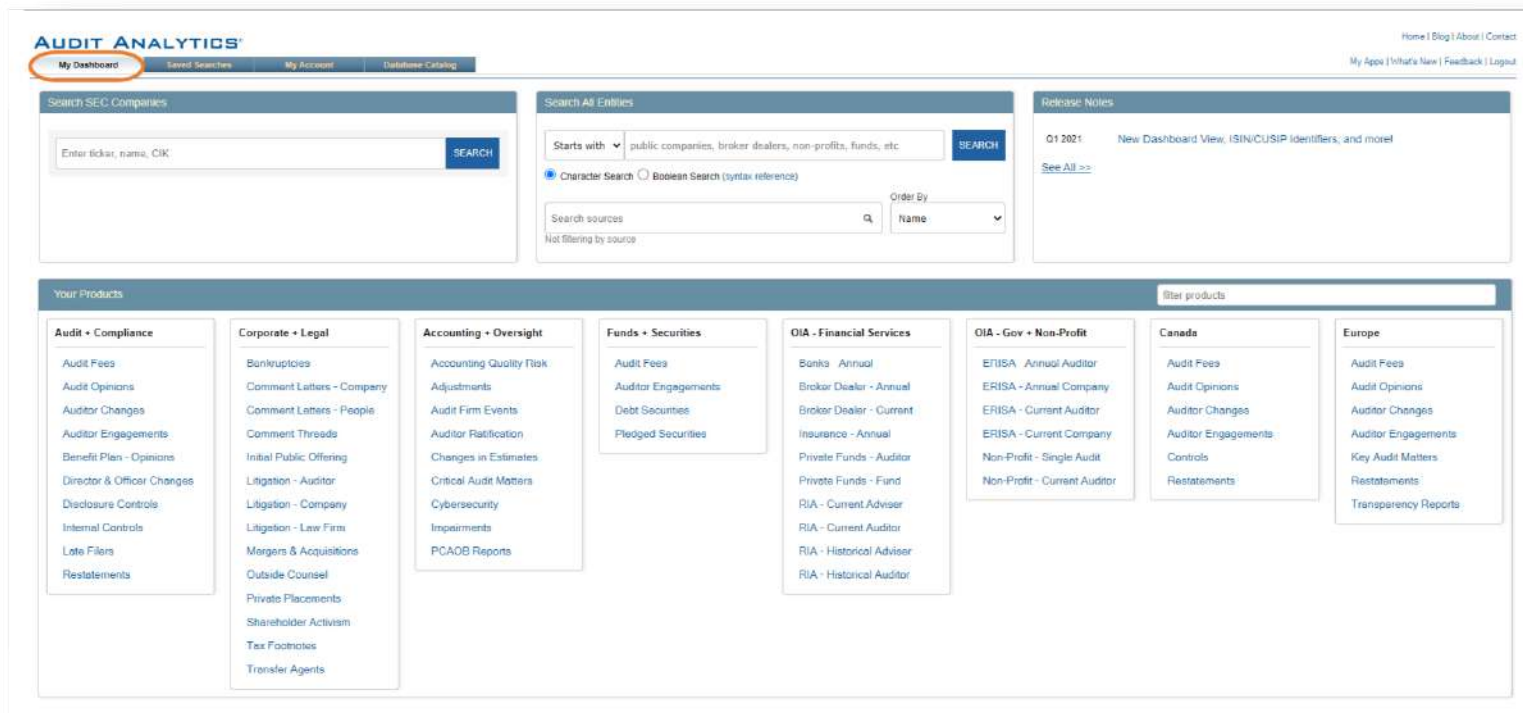 AUDIT ANALYTICS®
Home | Blog | About | Contact
My Dashboard
Saved Searches
My Account
Database Catalog
My Apps | What's New | Feedback | Logout
Search SEC Companies
Enter ticker, name, CIK
SEARCH
Search All Entities
Starts with
public companies, broker dealers, non-profits, funds, etc
SEARCH
Character Search
Boolean Search (syntax reference)
Order By
Search sources
Name
Not filtering by source
Release Notes
Q1 2021
New Dashboard View, ISIN/CUSIP Identifiers, and more!
See All >>
Your Products
filter products
Audit + Compliance
Audit Fees
Audit Opinions
Auditor Changes
Auditor Engagements
Benefit Plan - Opinions
Director & Officer Changes
Disclosure Controls
Internal Controls
Late Filers
Restatements
Corporate + Legal
Bankruptcies
Comment Letters - Company
Comment Letters - People
Comment Threads
Initial Public Offering
Litigation - Auditor
Litigation - Company
Litigation - Law Firm
Mergers & Acquisitions
Outside Counsel
Private Placements
Shareholder Activism
Tax Footnotes
Transfer Agents
Accounting + Oversight
Accounting Quality Risk
Adjustments
Audit Firm Events
Auditor Ratification
Changes in Estimates
Critical Audit Matters
Cybersecurity
Impairments
PCAOB Reports
Funds + Securities
Audit Fees
Auditor Engagements
Debt Securities
Pledged Securities
OIA - Financial Services
Banks - Annual
Broker Dealer - Annual
Broker Dealer - Current
Insurance - Annual
Private Funds - Auditor
Private Funds - Fund
RIA - Current Adviser
RIA - Current Auditor
RIA - Historical Adviser
RIA - Historical Auditor
OIA - Gov + Non-Profit
ERISA - Annual Auditor
ERISA - Annual Company
ERISA - Current Auditor
ERISA - Current Company
Non-Profit - Single Audit
Non-Profit - Current Auditor
Canada
Audit Fees
Audit Opinions
Auditor Changes
Auditor Engagements
Controls
Restatements
Europe
Audit Fees
Audit Opinions
Auditor Changes
Auditor Engagements
Key Audit Matters
Restatements
Transparency Reports